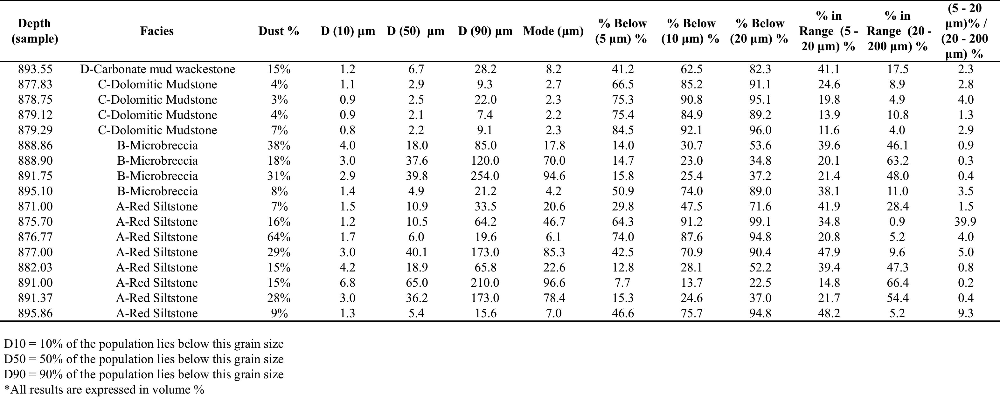 Depth (sample) Facies Dust % D (10) µm D (50) µm D (90) µm Mode (µm) % Below (5 µm) % % Below (10 µm) % % Below (20 µm) % % in Range (5 - 20 µm) % % in Range (20 - 200 µm) % (5 - 20 µm)% / (20 - 200 µm) %
893.55 D-Carbonate mud wackestone 15% 1.2 6.7 28.2 8.2 41.2 62.5 82.3 41.1 17.5 2.3
877.83 C-Dolomitic Mudstone 4% 1.1 2.9 9.3 2.7 66.5 85.2 91.1 24.6 8.9 2.8
878.75 C-Dolomitic Mudstone 3% 0.9 2.5 22.0 2.3 75.3 90.8 95.1 19.8 4.9 4.0
879.12 C-Dolomitic Mudstone 4% 0.9 2.1 7.4 2.2 75.4 84.9 89.2 13.9 10.8 1.3
879.29 C-Dolomitic Mudstone 7% 0.8 2.2 9.1 2.3 84.5 92.1 96.0 11.6 4.0 2.9
888.86 B-Microbreccia 38% 4.0 18.0 85.0 17.8 14.0 30.7 53.6 39.6 46.1 0.9
888.90 B-Microbreccia 18% 3.0 37.6 120.0 70.0 14.7 23.0 34.8 20.1 63.2 0.3
891.75 B-Microbreccia 31% 2.9 39.8 254.0 94.6 15.8 25.4 37.2 21.4 48.0 0.4
895.10 B-Microbreccia 8% 1.4 4.9 21.2 4.2 50.9 74.0 89.0 38.1 11.0 3.5
871.00 A-Red Siltstone 7% 1.5 10.9 33.5 20.6 29.8 47.5 71.6 41.9 28.4 1.5
875.70 A-Red Siltstone 16% 1.2 10.5 64.2 46.7 64.3 91.2 99.1 34.8 0.9 39.9
876.77 A-Red Siltstone 64% 1.7 6.0 19.6 6.1 74.0 87.6 94.8 20.8 5.2 4.0
877.00 A-Red Siltstone 29% 3.0 40.1 173.0 85.3 42.5 70.9 90.4 47.9 9.6 5.0
882.03 A-Red Siltstone 15% 4.2 18.9 65.8 22.6 12.8 28.1 52.2 39.4 47.3 0.8
891.00 A-Red Siltstone 15% 6.8 65.0 210.0 96.6 7.7 13.7 22.5 14.8 66.4 0.2
891.37 A-Red Siltstone 28% 3.0 36.2 173.0 78.4 15.3 24.6 37.0 21.7 54.4 0.4
895.86 A-Red Siltstone 9% 1.3 5.4 15.6 7.0 46.6 75.7 94.8 48.2 5.2 9.3
D10 = 10% of the population lies below this grain size
D50 = 50% of the population lies below this grain size
D90 = 90% of the population lies below this grain size
*All results are expressed in volume %